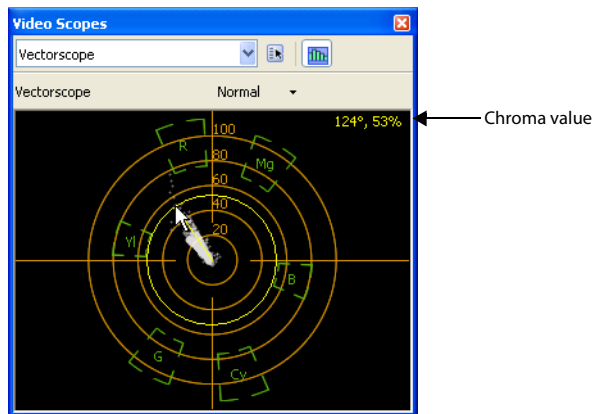 Video Scopes
Vectorscope
Vectorscope Normal
124°, 53%
Chroma value
100
R
80
Mg
60
40
20
Yl
B
G
Cy